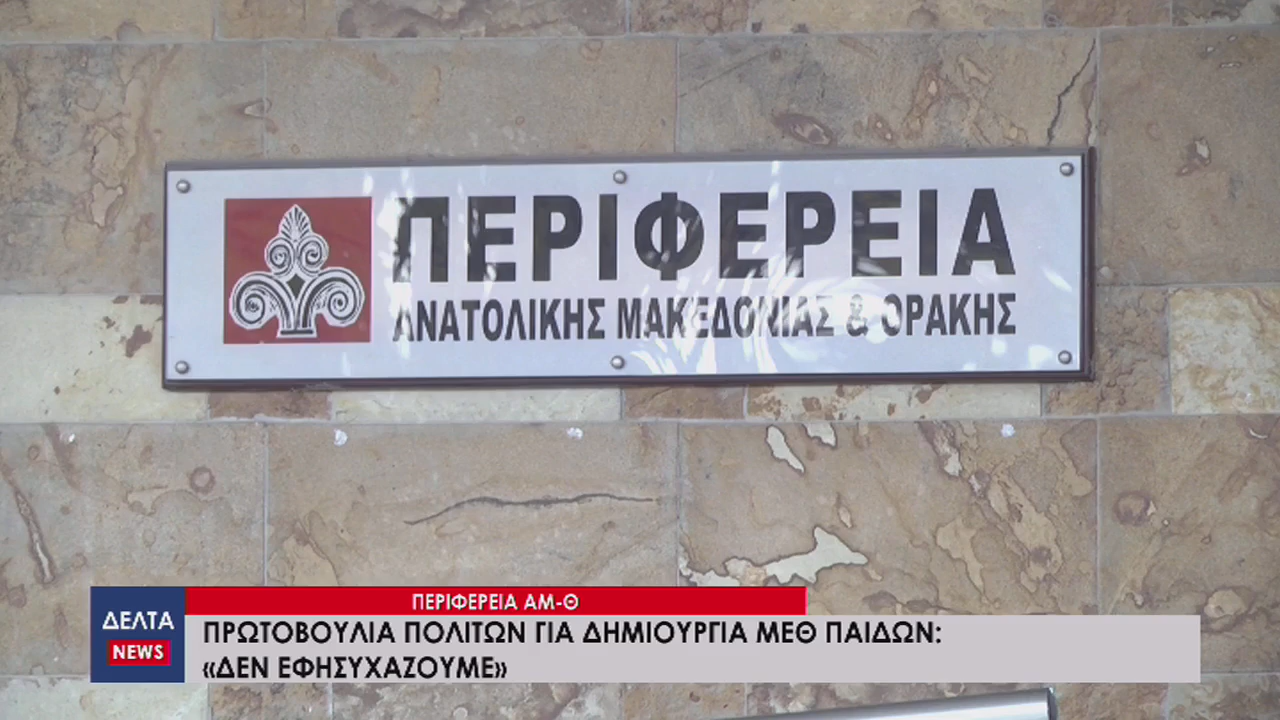 ΠΕΡΙΦΕΡΕΙΑ
ΑΝΑΤΟΛΙΚΗΣ ΜΑΚΕΔΟΝΙΑΣ & ΘΡΑΚΗΣ
ΠΕΡΙΦΕΡΕΙΑ ΑΜ-Θ
ΔΕΛΤΑ
NEWS
ΠΡΩΤΟΒΟΥΛΙΑ ΠΟΛΙΤΩΝ ΓΙΑ ΔΗΜΙΟΥΡΓΙΑ ΜΕΘ ΠΑΙΔΩΝ:
«ΔΕΝ ΕΦΗΣΥΧΑΖΟΥΜΕ»